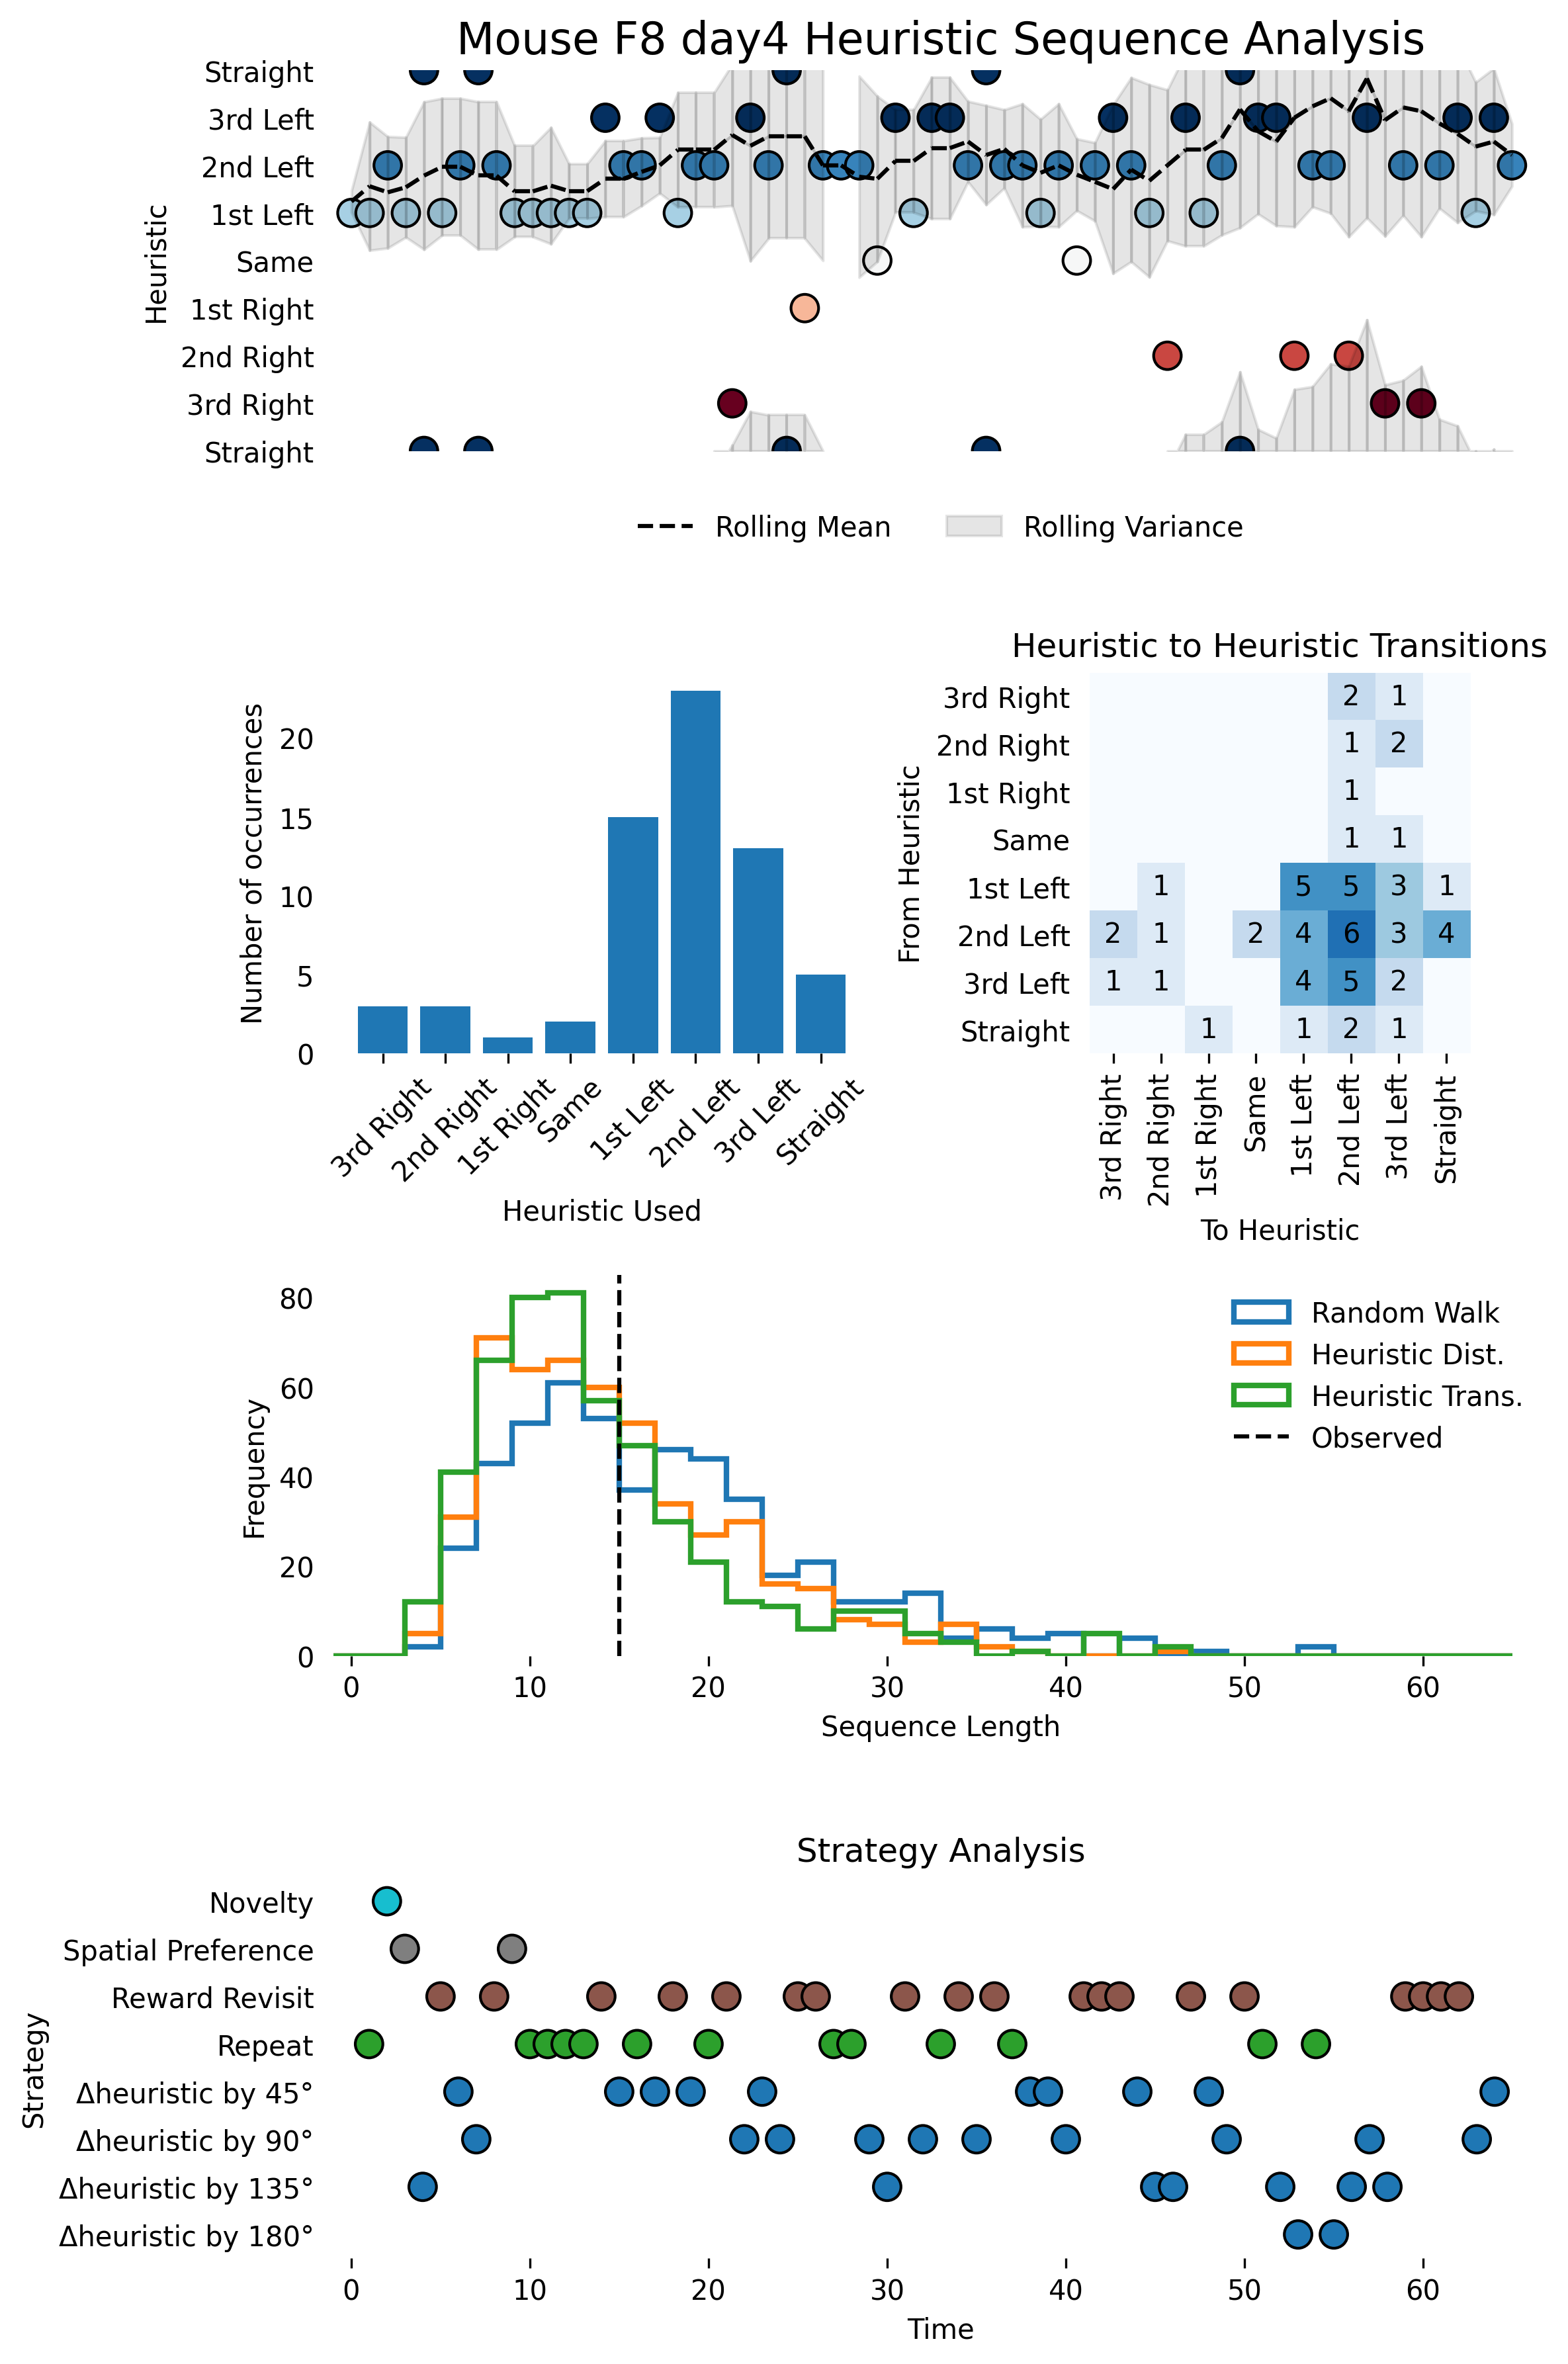 Mouse F8 day4 Heuristic Sequence Analysis
Heuristic
Straight
3rd Left
2nd Left
1st Left
Same
1st Right
2nd Right
3rd Right
Straight
Rolling Mean
Rolling Variance
Number of occurrences
20
15
10
5
0
3rd Right
2nd Right
1st Right
Same
1st Left
2nd Left
3rd Left
Straight
Heuristic Used
Heuristic to Heuristic Transitions
From Heuristic
3rd Right 2 1
2nd Right 1 2
1st Right 1
Same 1 1
1st Left 1 5 5 3 1
2nd Left 2 1 2 4 6 3 4
3rd Left 1 1 4 5 2
Straight 1 1 2 1
3rd Right
2nd Right
1st Right
Same
1st Left
2nd Left
3rd Left
Straight
To Heuristic
Frequency
80
60
40
20
0
Random Walk
Heuristic Dist.
Heuristic Trans.
Observed
0 10 20 30 40 50 60
Sequence Length
Strategy Analysis
Strategy
Novelty
Spatial Preference
Reward Revisit
Repeat
Δheuristic by 45°
Δheuristic by 90°
Δheuristic by 135°
Δheuristic by 180°
0 10 20 30 40 50 60
Time